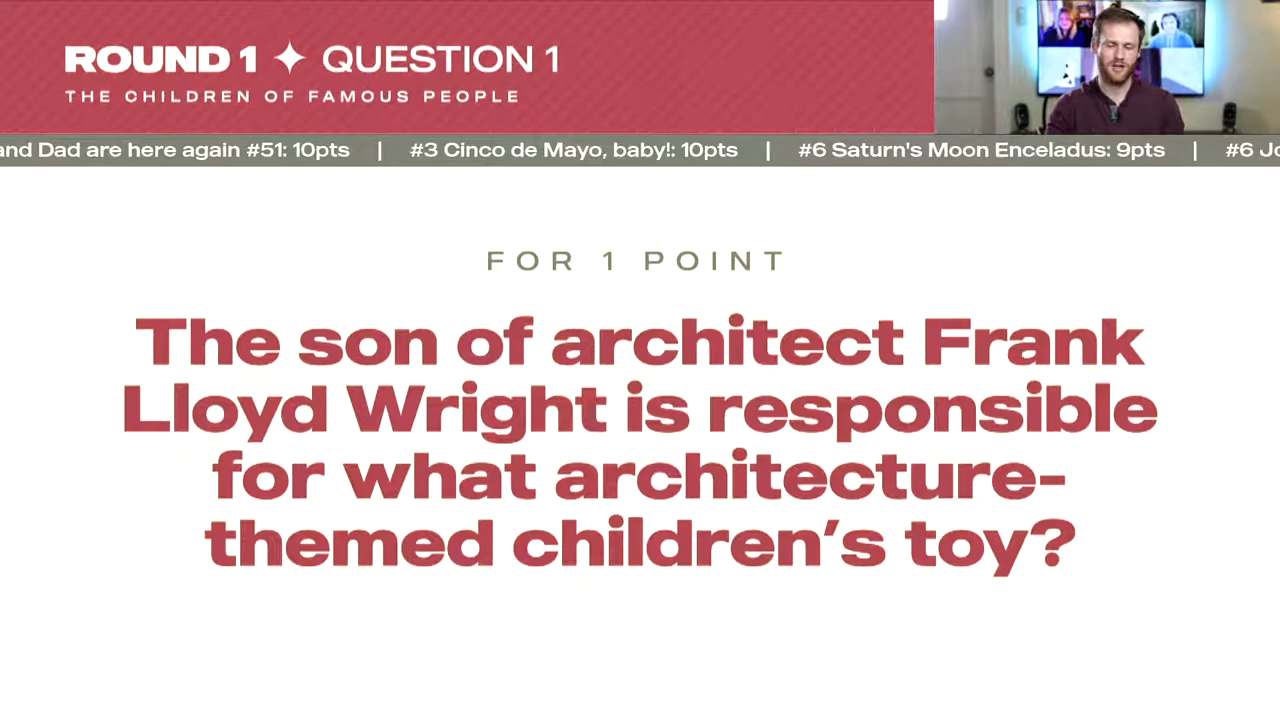 ROUND 1 ✦ QUESTION 1
THE CHILDREN OF FAMOUS PEOPLE
and Dad are here again #51: 10pts | #3 Cinco de Mayo, baby!: 10pts | #6 Saturn's Moon Enceladus: 9pts | #6 Jo
FOR 1 POINT
The son of architect Frank
Lloyd Wright is responsible
for what architecture-
themed children’s toy?